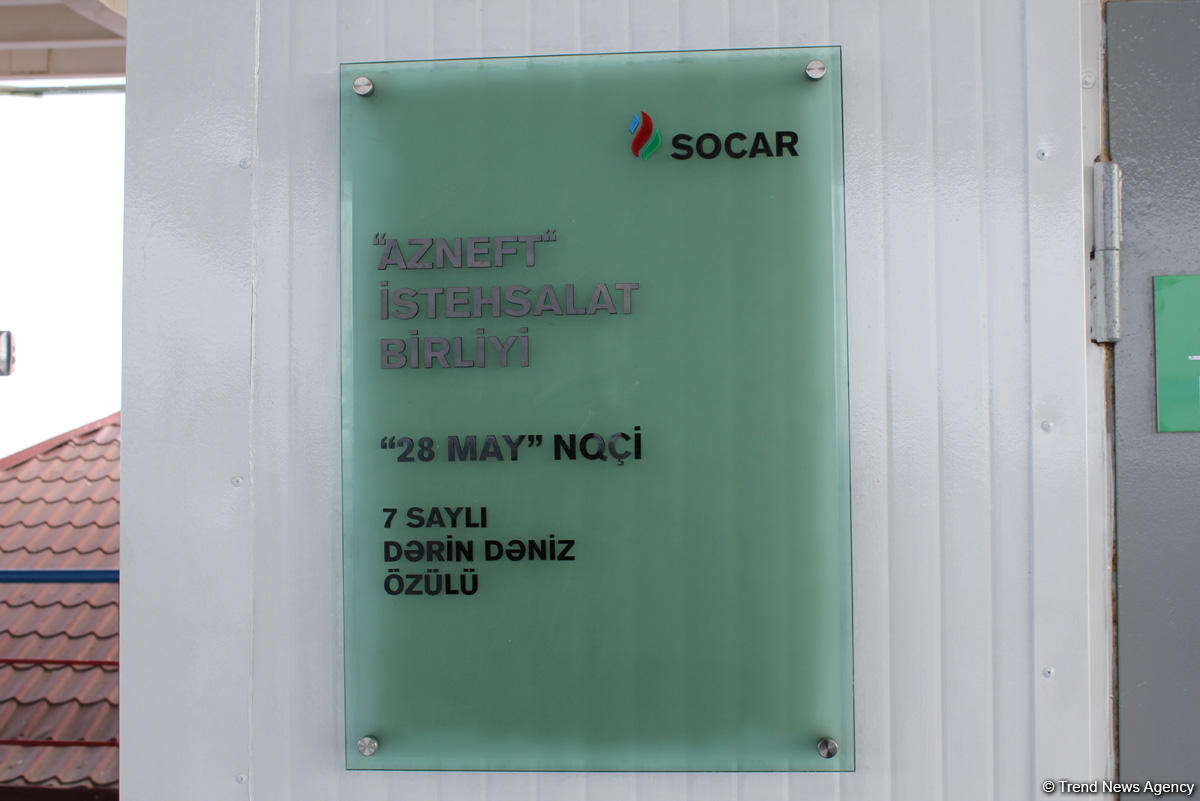 SOCAR
“AZNEFT“
İSTEHSALAT
BİRLİYİ
“28 MAY” NQÇİ
7 SAYLI
DƏRİN DƏNİZ
ÖZÜLÜ
© Trend News Agency